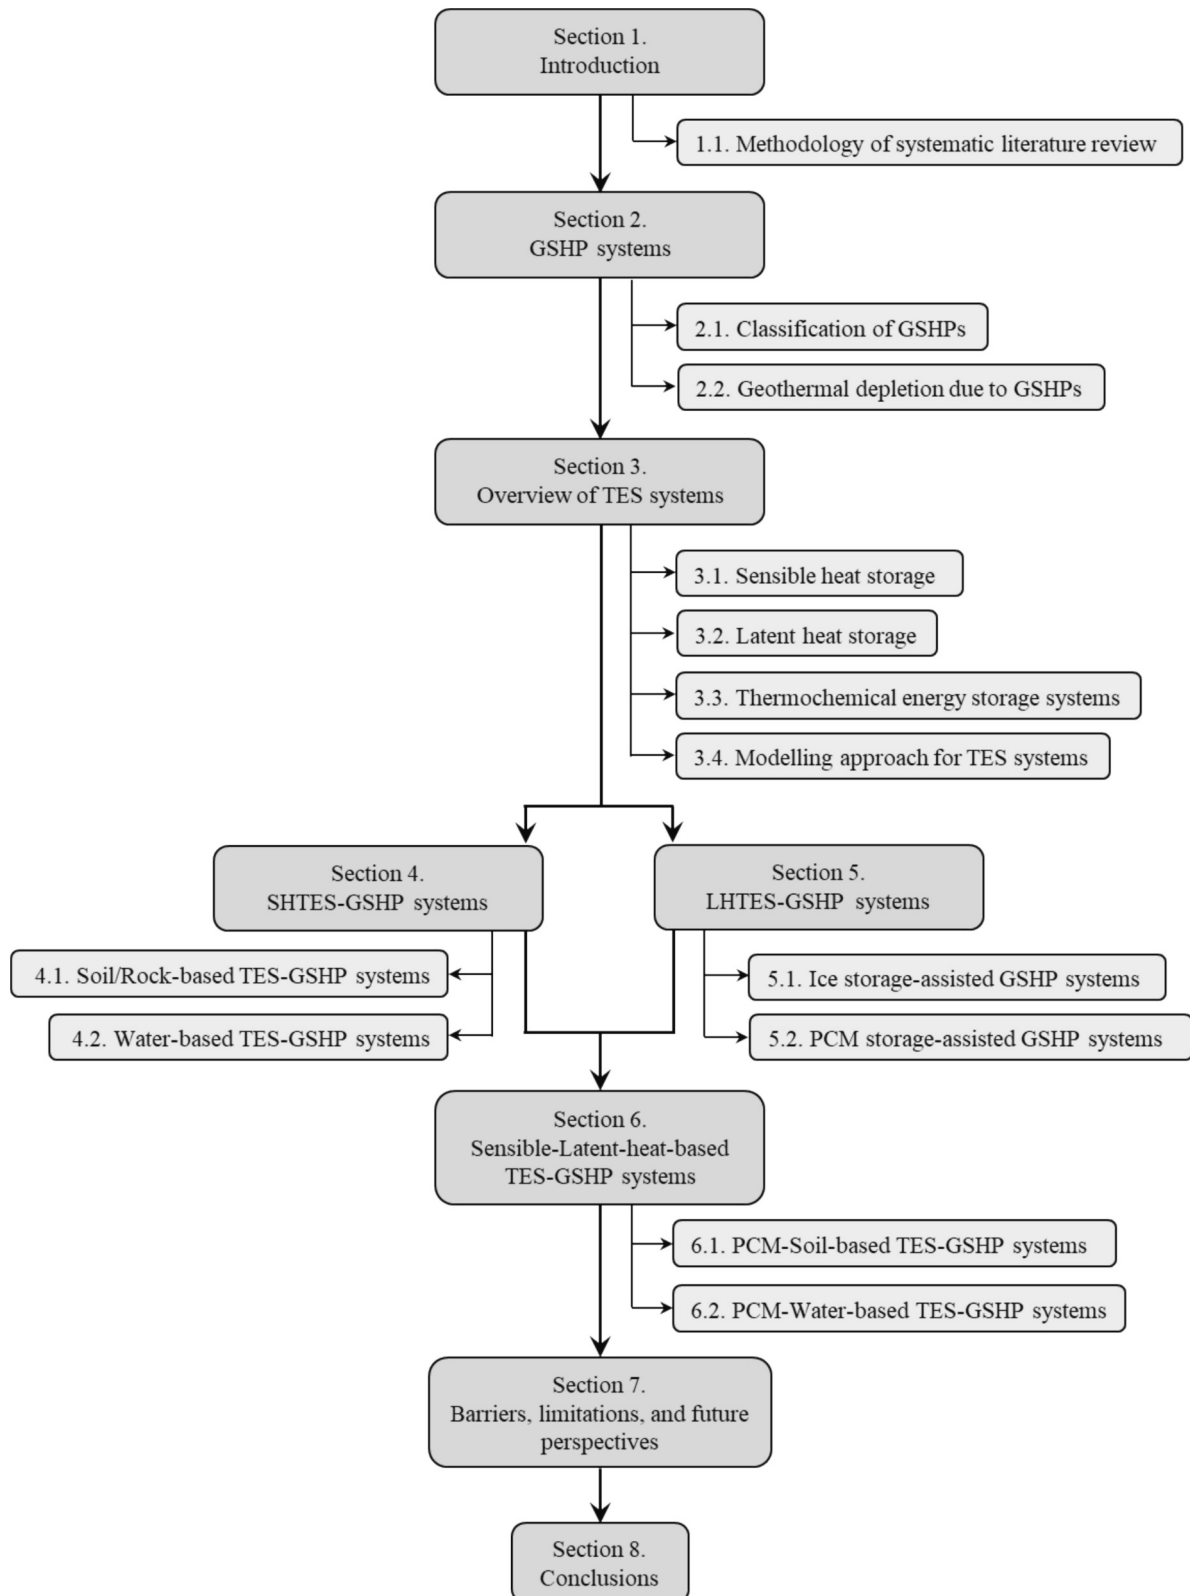 Section 1.
Introduction
1.1. Methodology of systematic literature review
Section 2.
GSHP systems
2.1. Classification of GSHPs
2.2. Geothermal depletion due to GSHPs
Section 3.
Overview of TES systems
3.1. Sensible heat storage
3.2. Latent heat storage
3.3. Thermochemical energy storage systems
3.4. Modelling approach for TES systems
Section 4.
SHTES-GSHP systems
4.1. Soil/Rock-based TES-GSHP systems
4.2. Water-based TES-GSHP systems
Section 5.
LHTES-GSHP systems
5.1. Ice storage-assisted GSHP systems
5.2. PCM storage-assisted GSHP systems
Section 6.
Sensible-Latent-heat-based
TES-GSHP systems
6.1. PCM-Soil-based TES-GSHP systems
6.2. PCM-Water-based TES-GSHP systems
Section 7.
Barriers, limitations, and future
perspectives
Section 8.
Conclusions